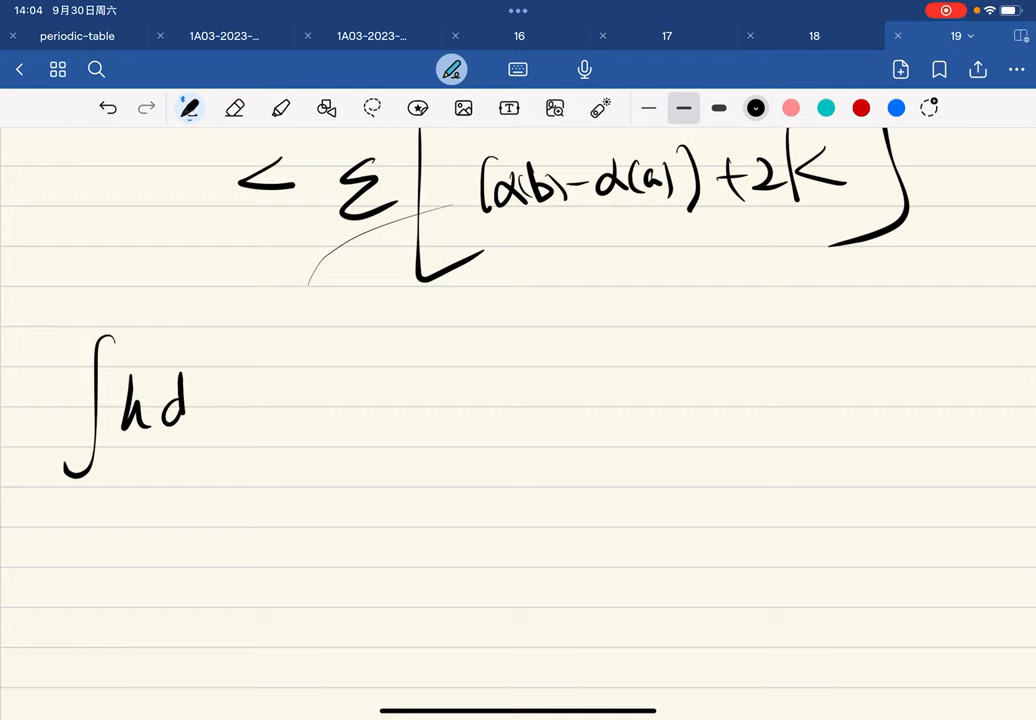 14:04 9月30日周六
periodic-table 1A03-2023-... 1A03-2023-... 16 17 18 19
< ε[(α(b)-α(a))+2K]
∫hd